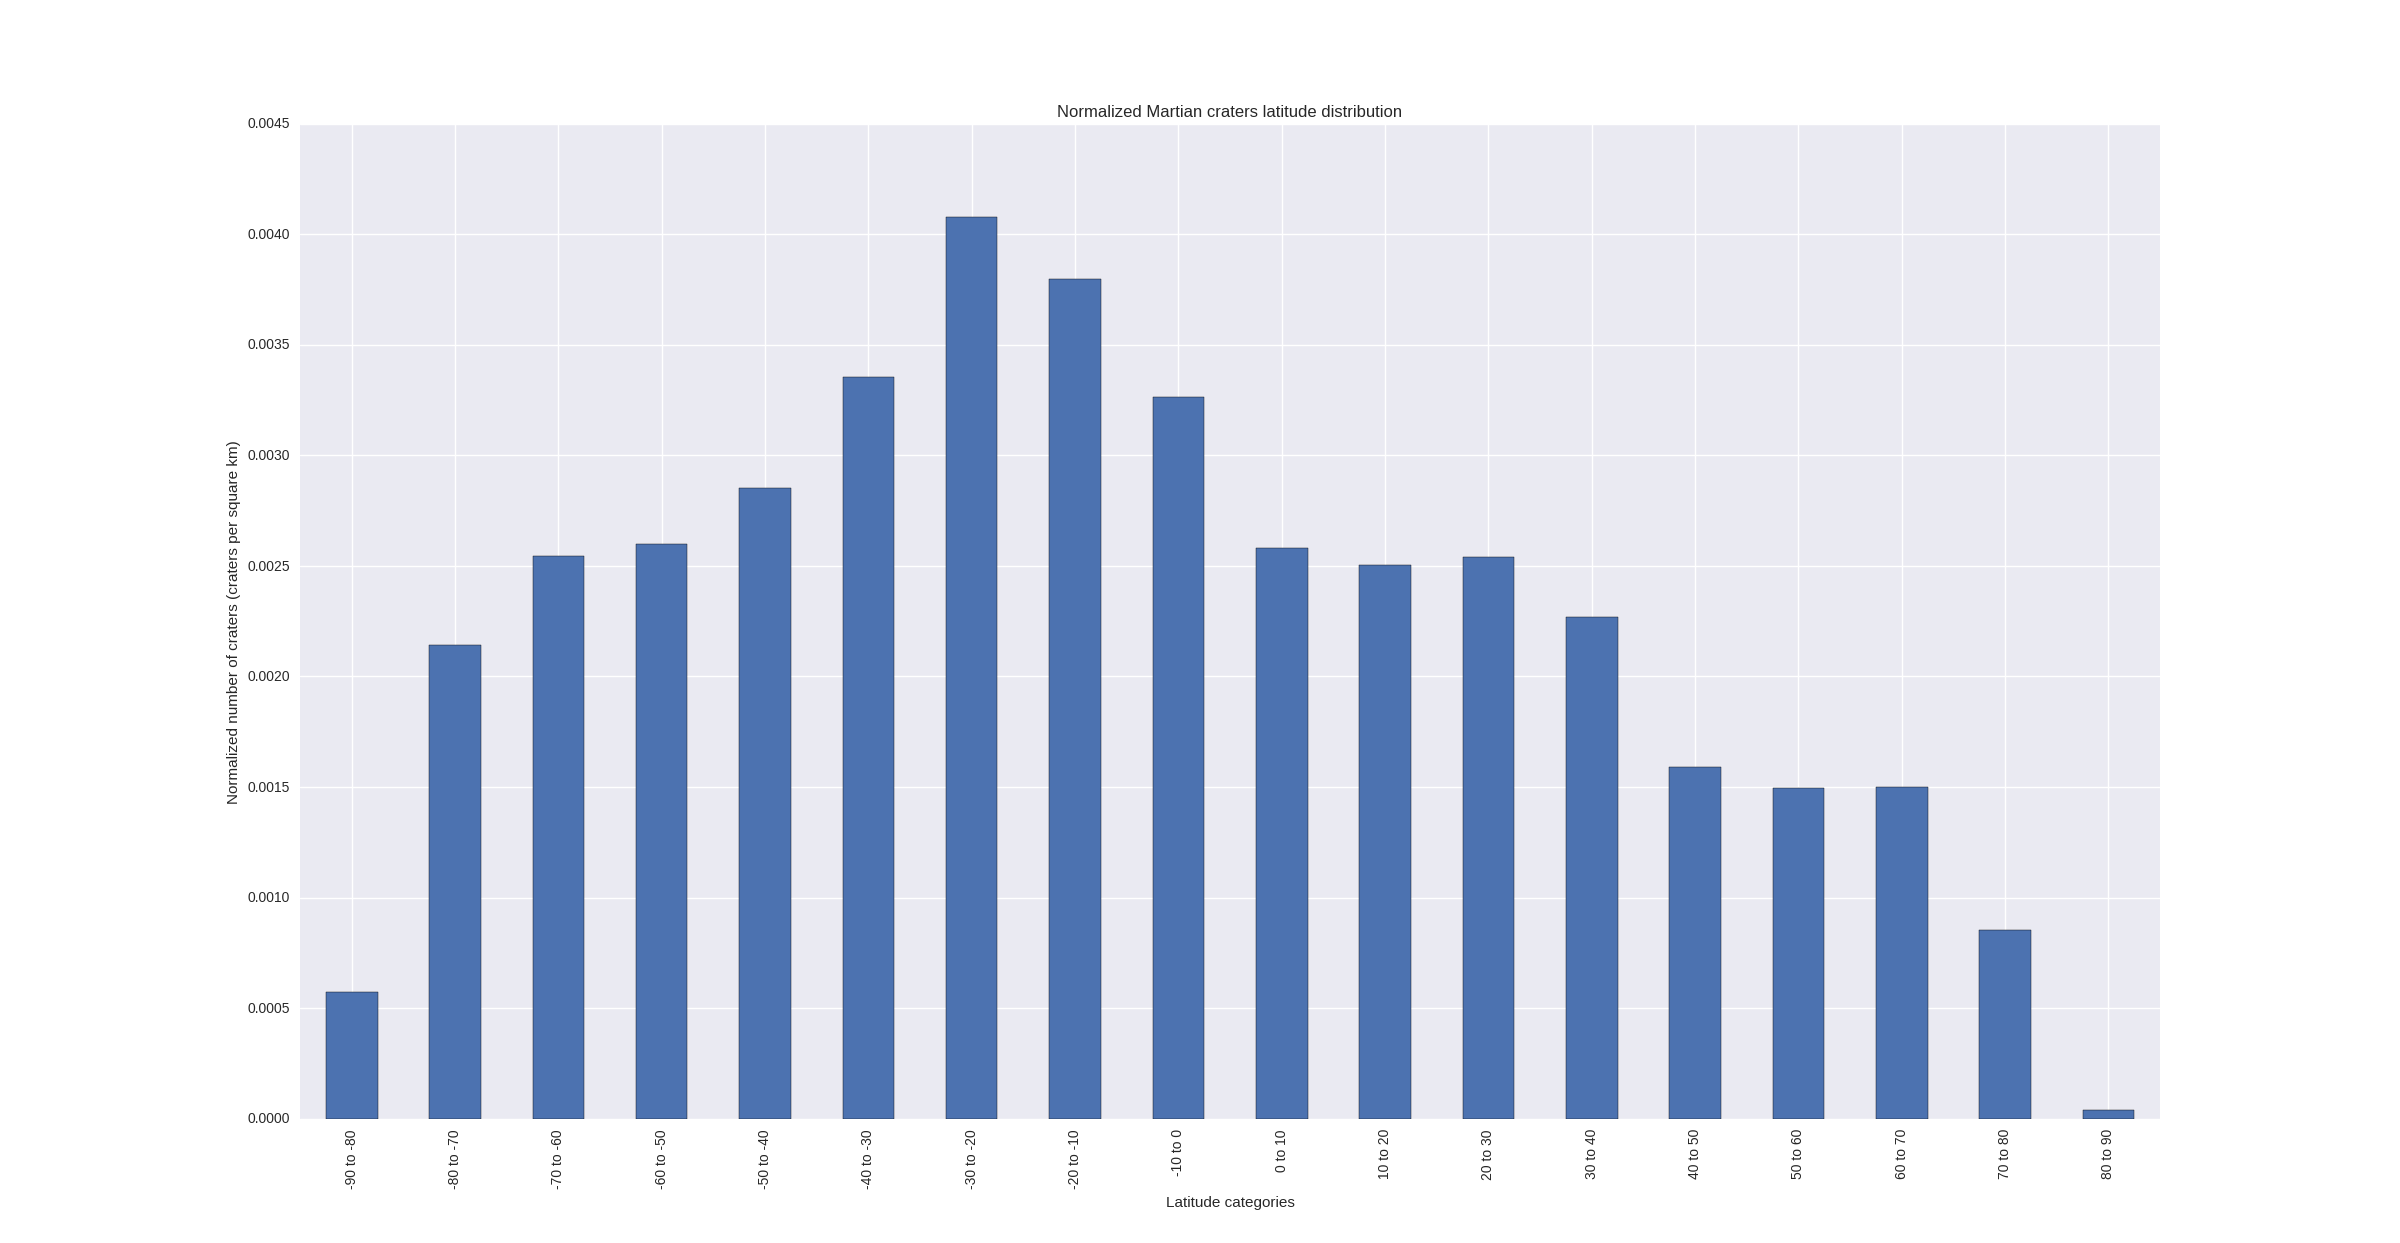 Normalized Martian craters latitude distribution
0.0045
0.0040
0.0035
0.0030
0.0025
0.0020
0.0015
0.0010
0.0005
0.0000
Normalized number of craters (craters per square km)
-90 to -80
-80 to -70
-70 to -60
-60 to -50
-50 to -40
-40 to -30
-30 to -20
-20 to -10
-10 to 0
0 to 10
10 to 20
20 to 30
30 to 40
40 to 50
50 to 60
60 to 70
70 to 80
80 to 90
Latitude categories